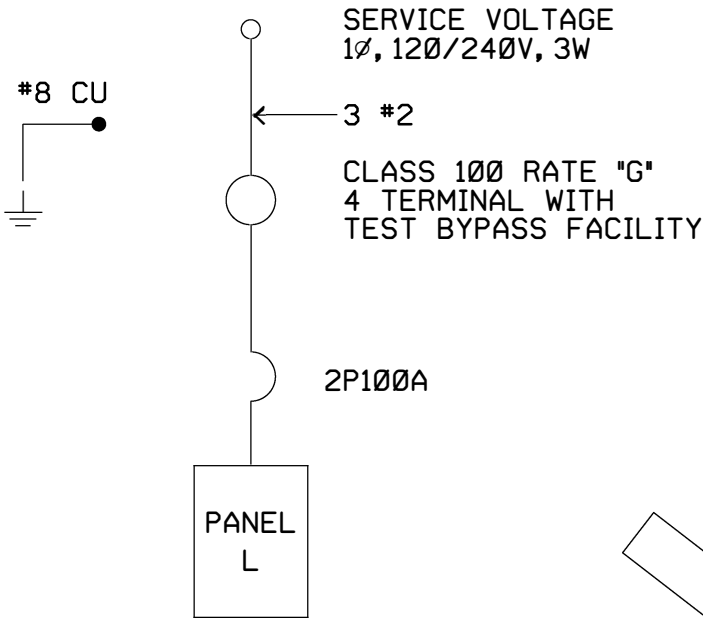 SERVICE VOLTAGE
1Ø, 120/240V, 3W
#8 CU
3 #2
CLASS 100 RATE "G"
4 TERMINAL WITH
TEST BYPASS FACILITY
2P100A
PANEL
L